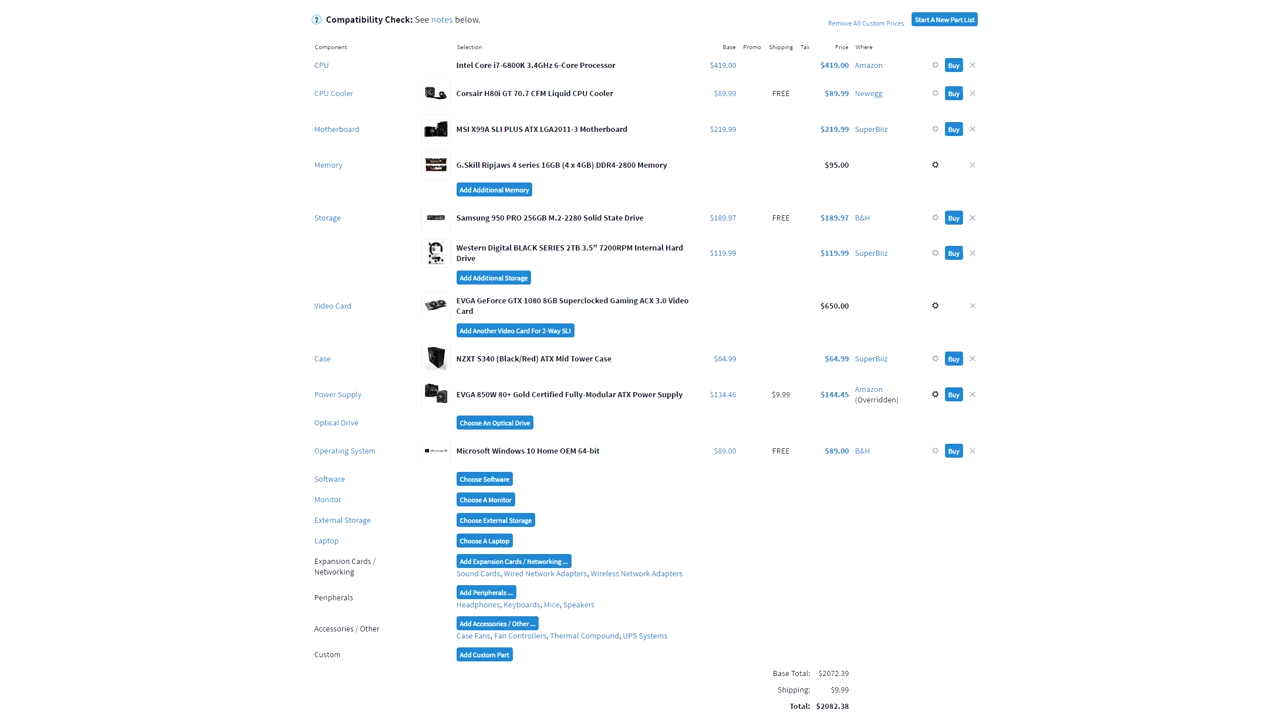 Compatibility Check: See notes below.
Remove All Custom Prices
Start A New Part List
Component Selection Base Promo Shipping Tax Price Where
CPU Intel Core i7-6800K 3.4GHz 6-Core Processor $419.00 $419.00 Amazon Buy
CPU Cooler Corsair H80i GT 70.7 CFM Liquid CPU Cooler $89.99 FREE $89.99 Newegg Buy
Motherboard MSI X99A SLI PLUS ATX LGA2011-3 Motherboard $219.99 $219.99 SuperBiiz Buy
Memory G.Skill Ripjaws 4 series 16GB (4 x 4GB) DDR4-2800 Memory $95.00
Add Additional Memory
Storage Samsung 950 PRO 256GB M.2-2280 Solid State Drive $189.97 FREE $189.97 B&H Buy
Western Digital BLACK SERIES 2TB 3.5" 7200RPM Internal Hard
Drive $119.99 $119.99 SuperBiiz Buy
Add Additional Storage
Video Card EVGA GeForce GTX 1080 8GB Superclocked Gaming ACX 3.0 Video
Card $650.00
Add Another Video Card For 2-Way SLI
Case NZXT S340 (Black/Red) ATX Mid Tower Case $64.99 $64.99 SuperBiiz Buy
Power Supply EVGA 850W 80+ Gold Certified Fully-Modular ATX Power Supply $134.46 $9.99 $144.45 Amazon
(Overridden) Buy
Optical Drive Choose An Optical Drive
Operating System Microsoft Windows 10 Home OEM 64-bit $89.00 FREE $89.00 B&H Buy
Software Choose Software
Monitor Choose A Monitor
External Storage Choose External Storage
Laptop Choose A Laptop
Expansion Cards /
Networking
Add Expansion Cards / Networking ...
Sound Cards, Wired Network Adapters, Wireless Network Adapters
Peripherals
Add Peripherals ...
Headphones, Keyboards, Mice, Speakers
Accessories / Other
Add Accessories / Other ...
Case Fans, Fan Controllers, Thermal Compound, UPS Systems
Custom Add Custom Part
Base Total: $2072.39
Shipping: $9.99
Total: $2082.38